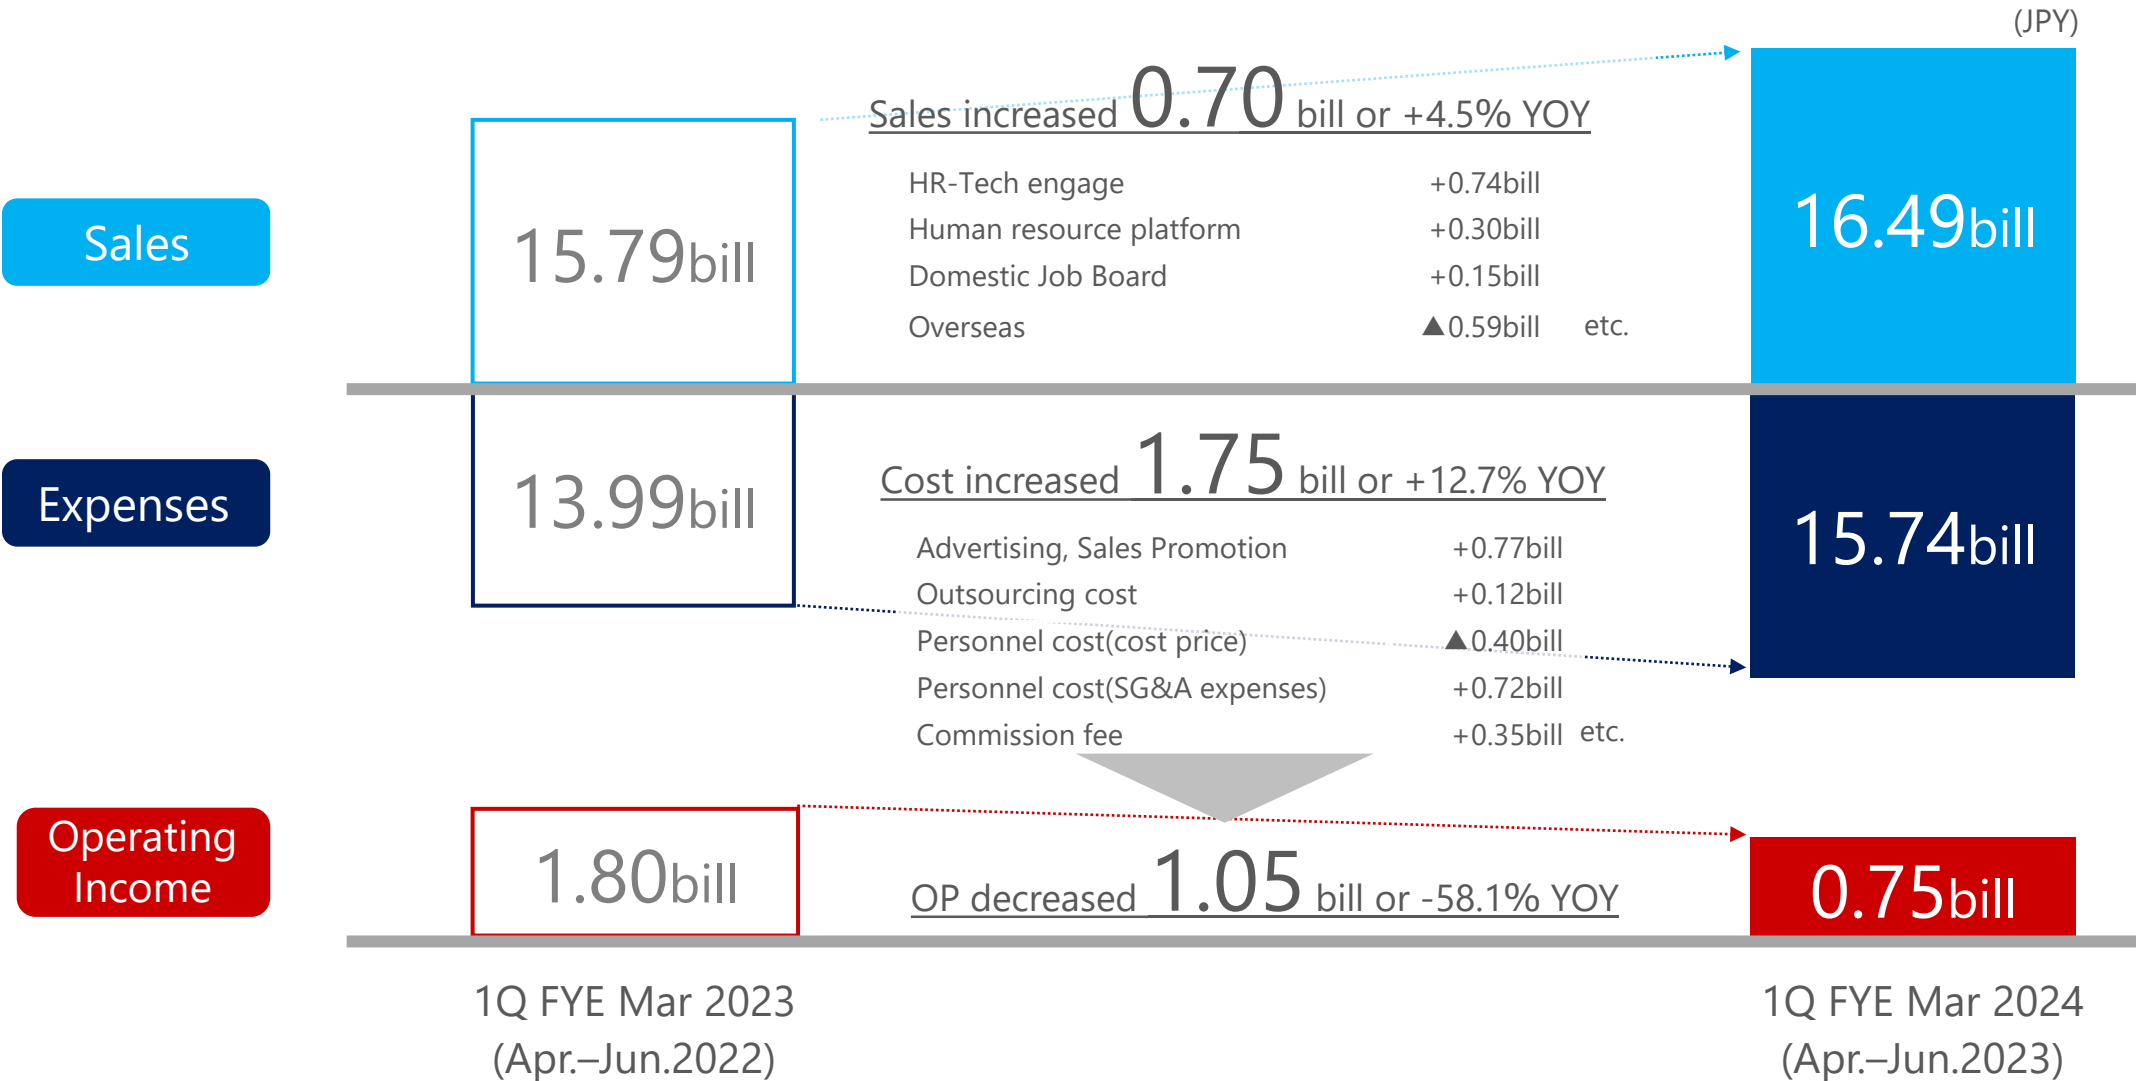 (JPY)
Sales increased 0.70 bill or +4.5% YOY
HR-Tech engage +0.74bill
Human resource platform +0.30bill
Domestic Job Board +0.15bill
Overseas ▲0.59bill etc.
Sales
15.79bill
16.49bill
Expenses
13.99bill
Cost increased 1.75 bill or +12.7% YOY
15.74bill
Advertising, Sales Promotion +0.77bill
Outsourcing cost +0.12bill
Personnel cost(cost price) ▲0.40bill
Personnel cost(SG&A expenses) +0.72bill
Commission fee +0.35bill etc.
Operating
Income
1.80bill
OP decreased 1.05 bill or -58.1% YOY
0.75bill
1Q FYE Mar 2023
(Apr.–Jun.2022)
1Q FYE Mar 2024
(Apr.–Jun.2023)